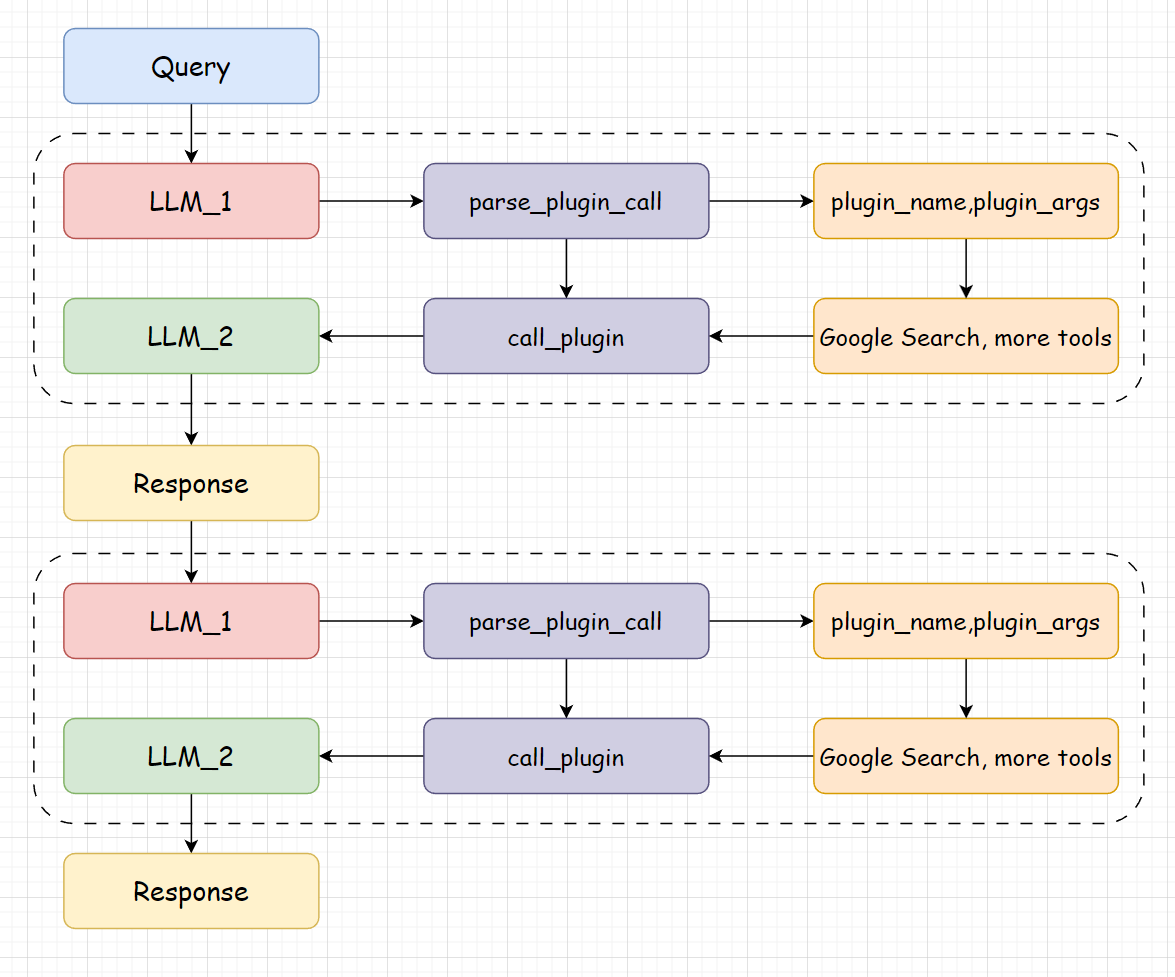 Query
LLM_1
parse_plugin_call
plugin_name,plugin_args
LLM_2
call_plugin
Google Search, more tools
Response
LLM_1
parse_plugin_call
plugin_name,plugin_args
LLM_2
call_plugin
Google Search, more tools
Response